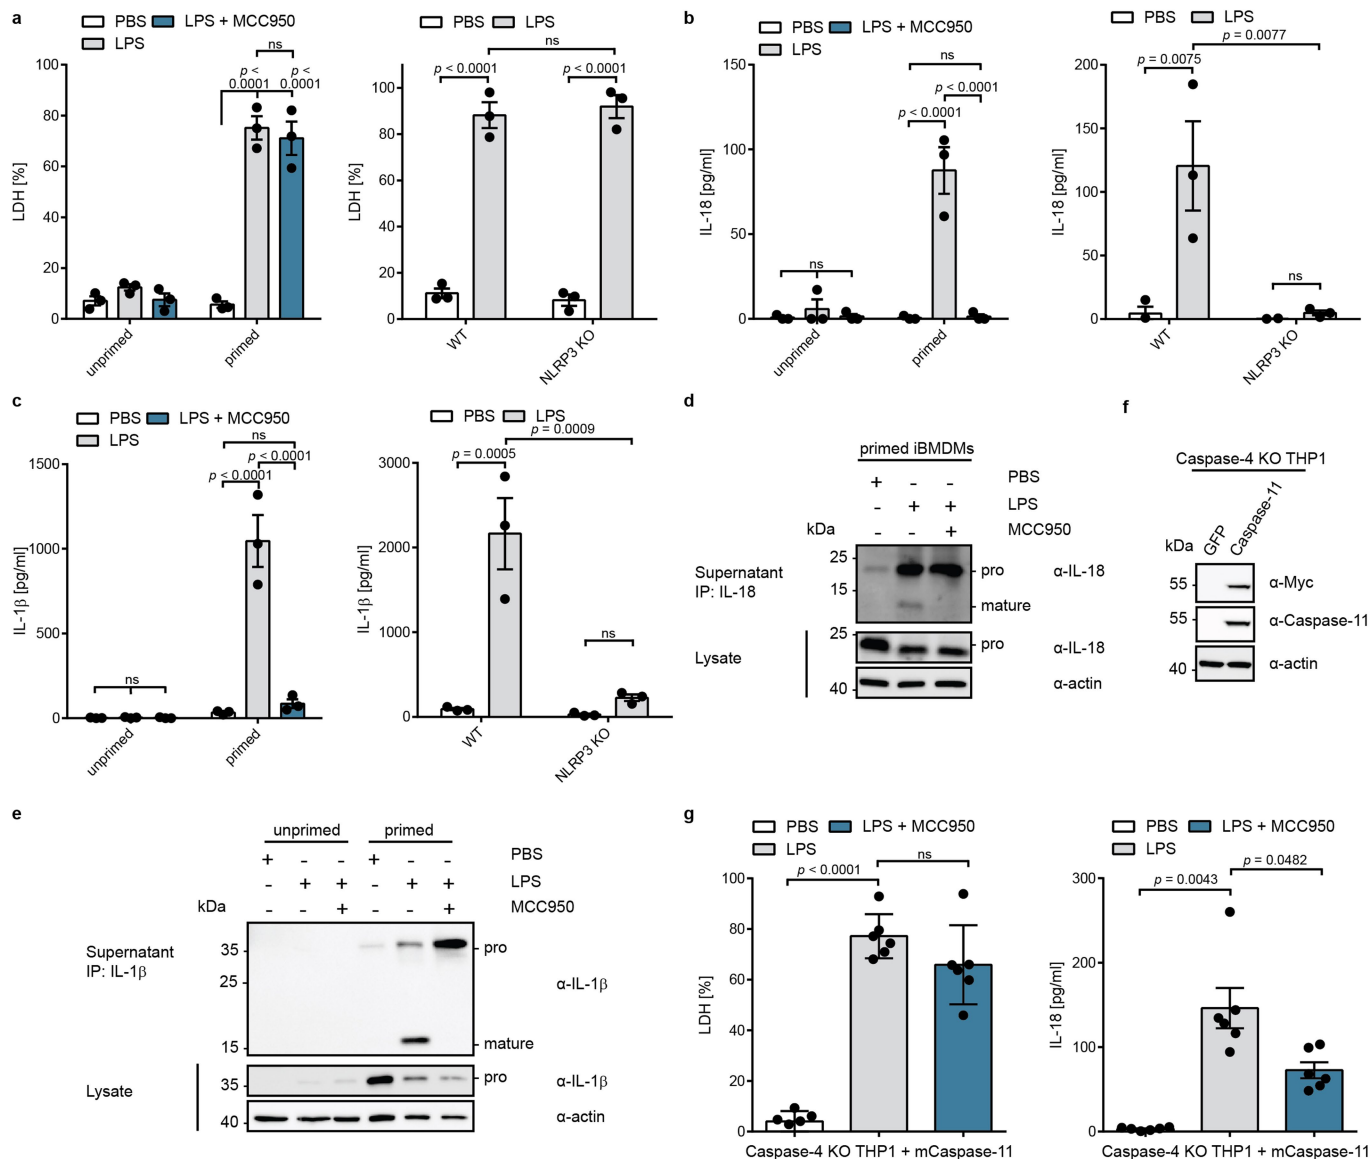 a
PBS LPS + MCC950
LPS
ns
p < 0.0001
p < 0.0001
100
80
60
40
20
0
LDH [%]
unprimed
primed
PBS LPS
ns
p < 0.0001
p < 0.0001
100
80
60
40
20
0
LDH [%]
WT
NLRP3 KO
b
PBS LPS + MCC950
LPS
ns
p < 0.0001
p < 0.0001
ns
150
100
50
0
IL-18 [pg/ml]
unprimed
primed
PBS LPS
p = 0.0077
p = 0.0075
ns
200
150
100
50
0
IL-18 [pg/ml]
WT
NLRP3 KO
c
PBS LPS + MCC950
LPS
ns
p < 0.0001
p < 0.0001
ns
1500
1000
500
0
IL-1β [pg/ml]
unprimed
primed
PBS LPS
p = 0.0009
p = 0.0005
ns
3000
2000
1000
0
IL-1β [pg/ml]
WT
NLRP3 KO
d
primed iBMDMs
+ - - PBS
- + + LPS
kDa - - + MCC950
Supernatant
IP: IL-18
25
15
pro
mature
α-IL-18
Lysate
25
pro
α-IL-18
40
α-actin
f
Caspase-4 KO THP1
kDa
GFP
Caspase-11
55
α-Myc
55
α-Caspase-11
40
α-actin
e
unprimed primed
+ - - + - - PBS
- + + - + + LPS
kDa - - + - - + MCC950
Supernatant
IP: IL-1β
35
25
15
pro
mature
α-IL-1β
Lysate
35
pro
α-IL-1β
40
α-actin
g
PBS LPS + MCC950
LPS
ns
p < 0.0001
100
80
60
40
20
0
LDH [%]
Caspase-4 KO THP1 + mCaspase-11
PBS LPS + MCC950
LPS
p = 0.0482
p = 0.0043
300
200
100
0
IL-18 [pg/ml]
Caspase-4 KO THP1 + mCaspase-11